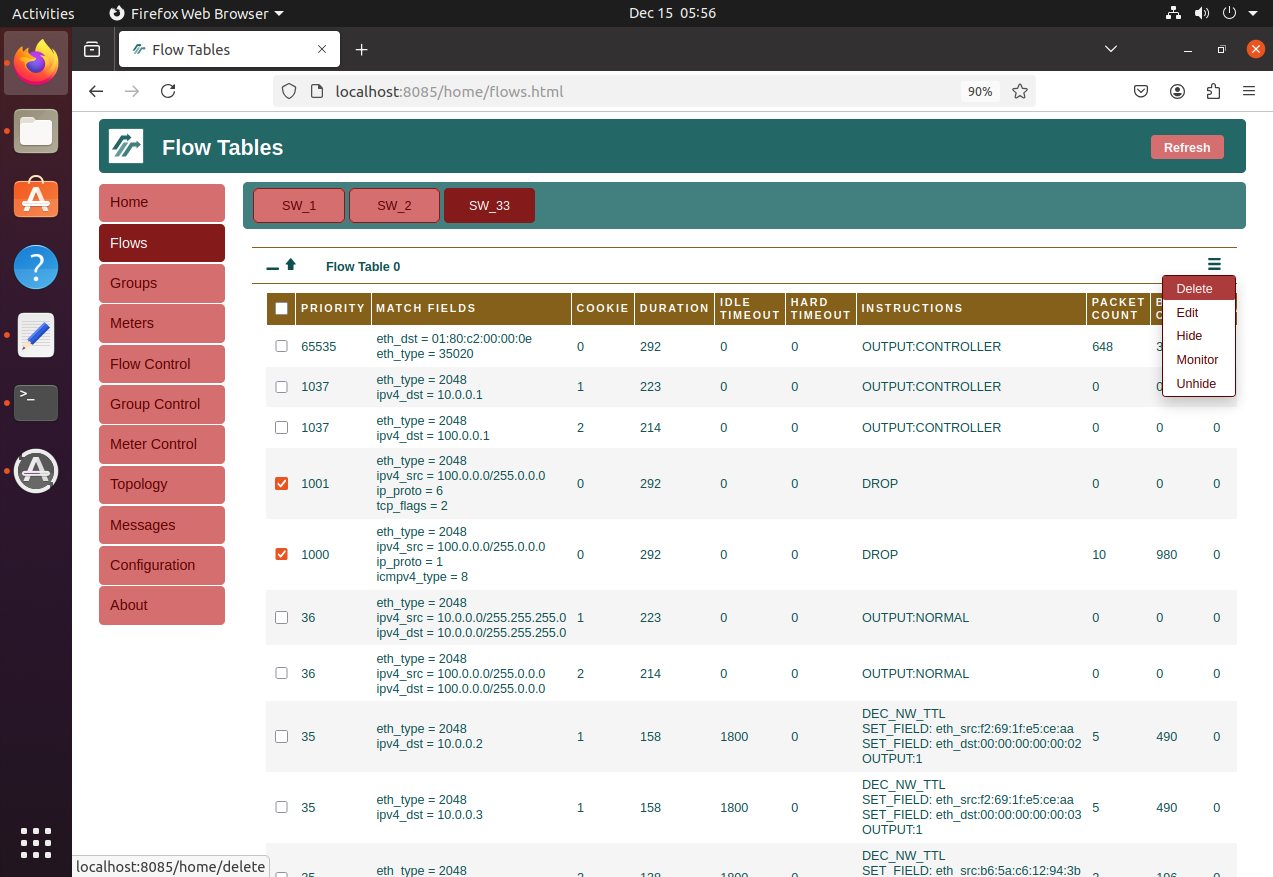 Activities
Firefox Web Browser
Dec 15 05:56
Flow Tables
localhost:8085/home/flows.html
90%
Flow Tables
Refresh
Home
Flows
Groups
Meters
Flow Control
Group Control
Meter Control
Topology
Messages
Configuration
About
SW_1
SW_2
SW_33
Flow Table 0
Delete
Edit
Hide
Monitor
Unhide
PRIORITY MATCH FIELDS COOKIE DURATION IDLE TIMEOUT HARD TIMEOUT INSTRUCTIONS PACKET COUNT
65535 eth_dst = 01:80:c2:00:00:0e 0 292 0 0 OUTPUT:CONTROLLER 648 3
eth_type = 35020
1037 eth_type = 2048 1 223 0 0 OUTPUT:CONTROLLER 0 0
ipv4_dst = 10.0.0.1
1037 eth_type = 2048 2 214 0 0 OUTPUT:CONTROLLER 0 0 0
ipv4_dst = 100.0.0.1
1001 eth_type = 2048 0 292 0 0 DROP 0 0 0
ipv4_src = 100.0.0.0/255.0.0.0
ip_proto = 6
tcp_flags = 2
1000 eth_type = 2048 0 292 0 0 DROP 10 980 0
ipv4_src = 100.0.0.0/255.0.0.0
ip_proto = 1
icmpv4_type = 8
36 eth_type = 2048 1 223 0 0 OUTPUT:NORMAL 0 0 0
ipv4_src = 10.0.0.0/255.255.255.0
ipv4_dst = 10.0.0.0/255.255.255.0
36 eth_type = 2048 2 214 0 0 OUTPUT:NORMAL 0 0 0
ipv4_src = 100.0.0.0/255.0.0.0
ipv4_dst = 100.0.0.0/255.0.0.0
35 eth_type = 2048 1 158 1800 0 DEC_NW_TTL 5 490 0
ipv4_dst = 10.0.0.2
SET_FIELD: eth_src:f2:69:1f:e5:ce:aa
SET_FIELD: eth_dst:00:00:00:00:00:02
OUTPUT:1
35 eth_type = 2048 1 158 1800 0 DEC_NW_TTL 5 490 0
ipv4_dst = 10.0.0.3
SET_FIELD: eth_src:f2:69:1f:e5:ce:aa
SET_FIELD: eth_dst:00:00:00:00:00:03
OUTPUT:1
35 eth_type = 2048 2 138 1800 0 DEC_NW_TTL 2 196 0
SET_FIELD: eth_src:b6:5a:c6:12:94:3b
localhost:8085/home/delete